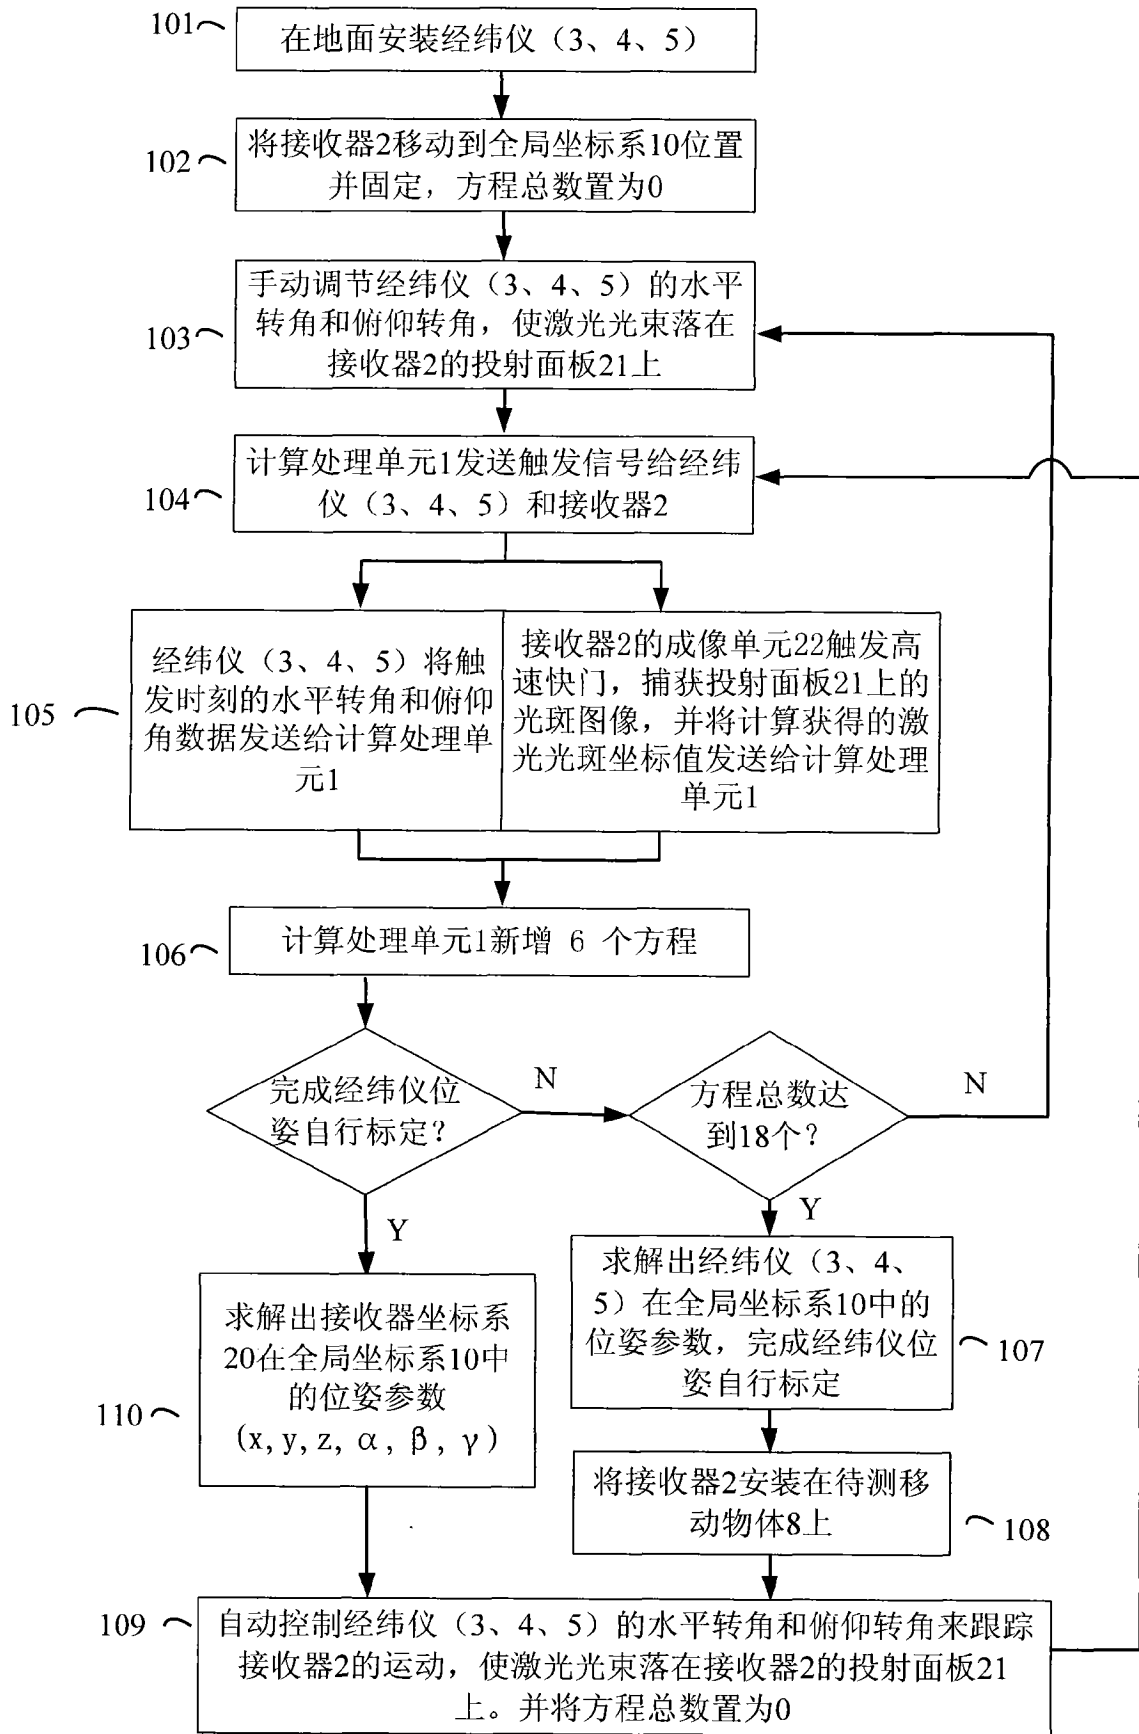 101
在地面安装经纬仪（3、4、5）
102
将接收器2移动到全局坐标系10位置
并固定，方程总数置为0
103
手动调节经纬仪（3、4、5）的水平
转角和俯仰转角，使激光光束落在
接收器2的投射面板21上
104
计算处理单元1发送触发信号给经纬
仪（3、4、5）和接收器2
105
经纬仪（3、4、5）将触
发时刻的水平转角和俯仰
角数据发送给计算处理单
元1
接收器2的成像单元22触发高
速快门，捕获投射面板21上的
光斑图像，并将计算获得的激
光光斑坐标值发送给计算处理
单元1
106
计算处理单元1新增 6 个方程
完成经纬仪位
姿自行标定？
N
方程总数达
到18个？
N
Y
Y
求解出经纬仪（3、4、
5）在全局坐标系10中的
位姿参数，完成经纬仪位
姿自行标定
107
求解出接收器坐标系
20在全局坐标系10中
的位姿参数
(x, y, z, α, β, γ)
110
将接收器2安装在待测移
动物体8上
108
109
自动控制经纬仪（3、4、5）的水平转角和俯仰转角来跟踪
接收器2的运动，使激光光束落在接收器2的投射面板21
上。并将方程总数置为0